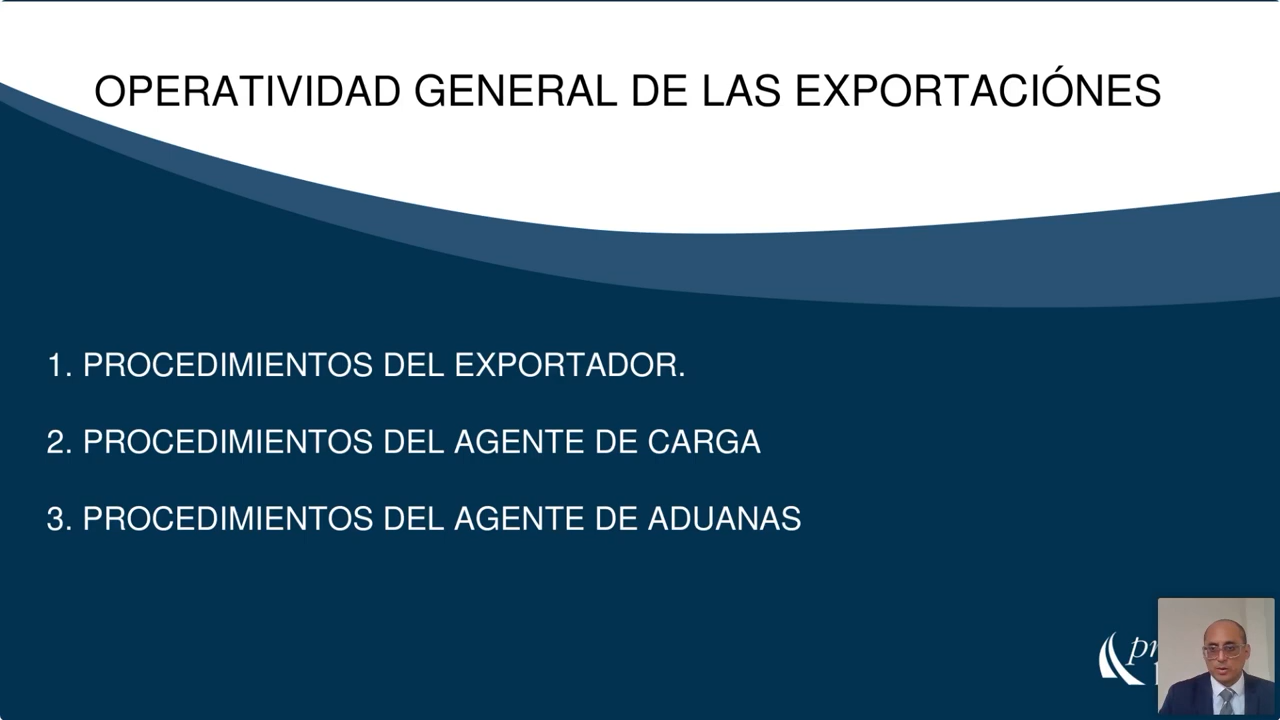 OPERATIVIDAD GENERAL DE LAS EXPORTACIÓNES
1. PROCEDIMIENTOS DEL EXPORTADOR.
2. PROCEDIMIENTOS DEL AGENTE DE CARGA
3. PROCEDIMIENTOS DEL AGENTE DE ADUANAS